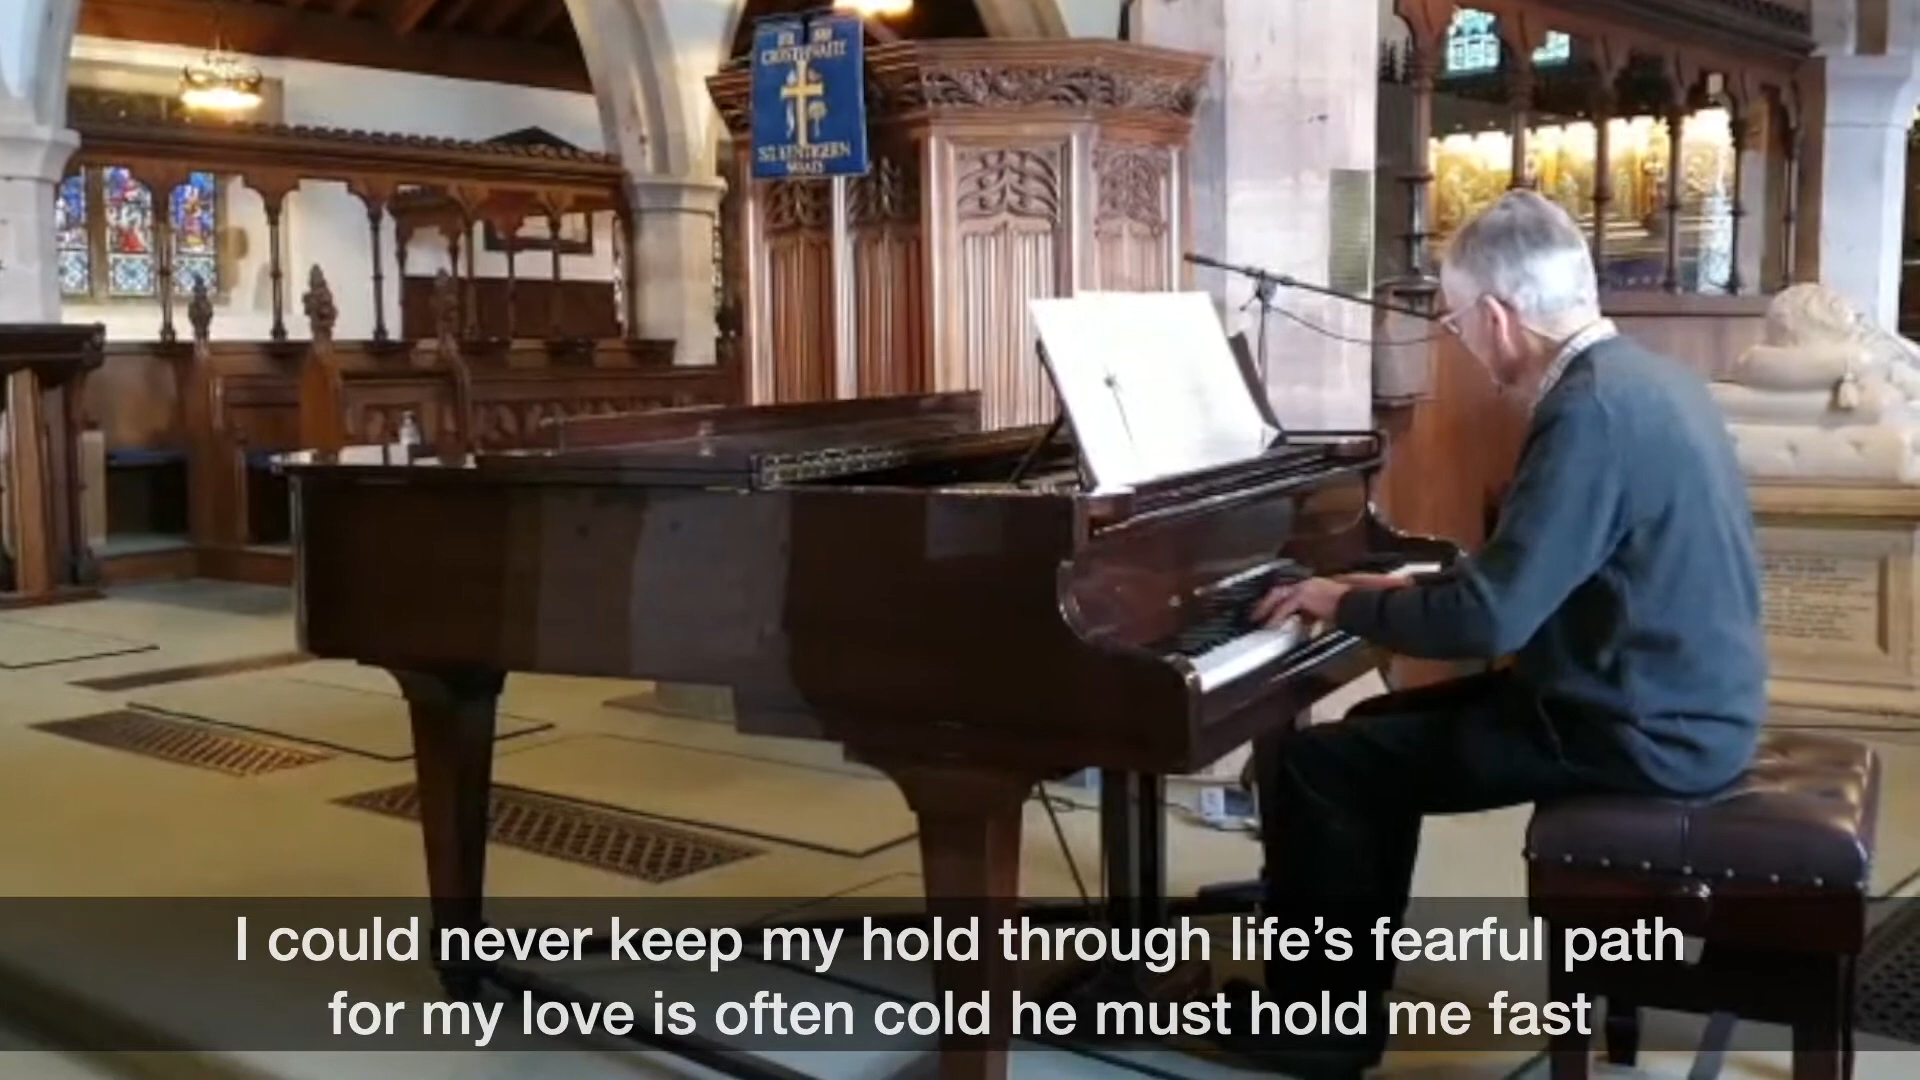 CROSTHWAITE
ST. KENTIGERN
I could never keep my hold through life’s fearful path
for my love is often cold he must hold me fast